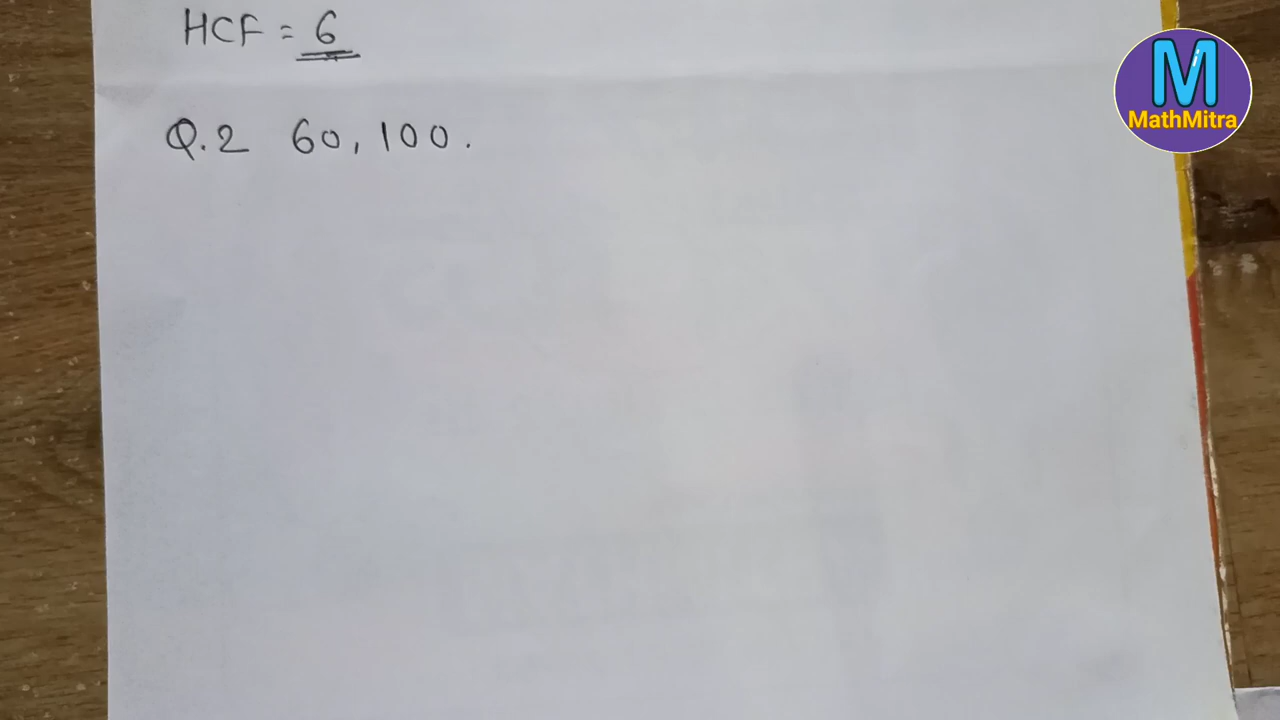 HCF = 6
Q.2 60, 100.
M
MathMitra